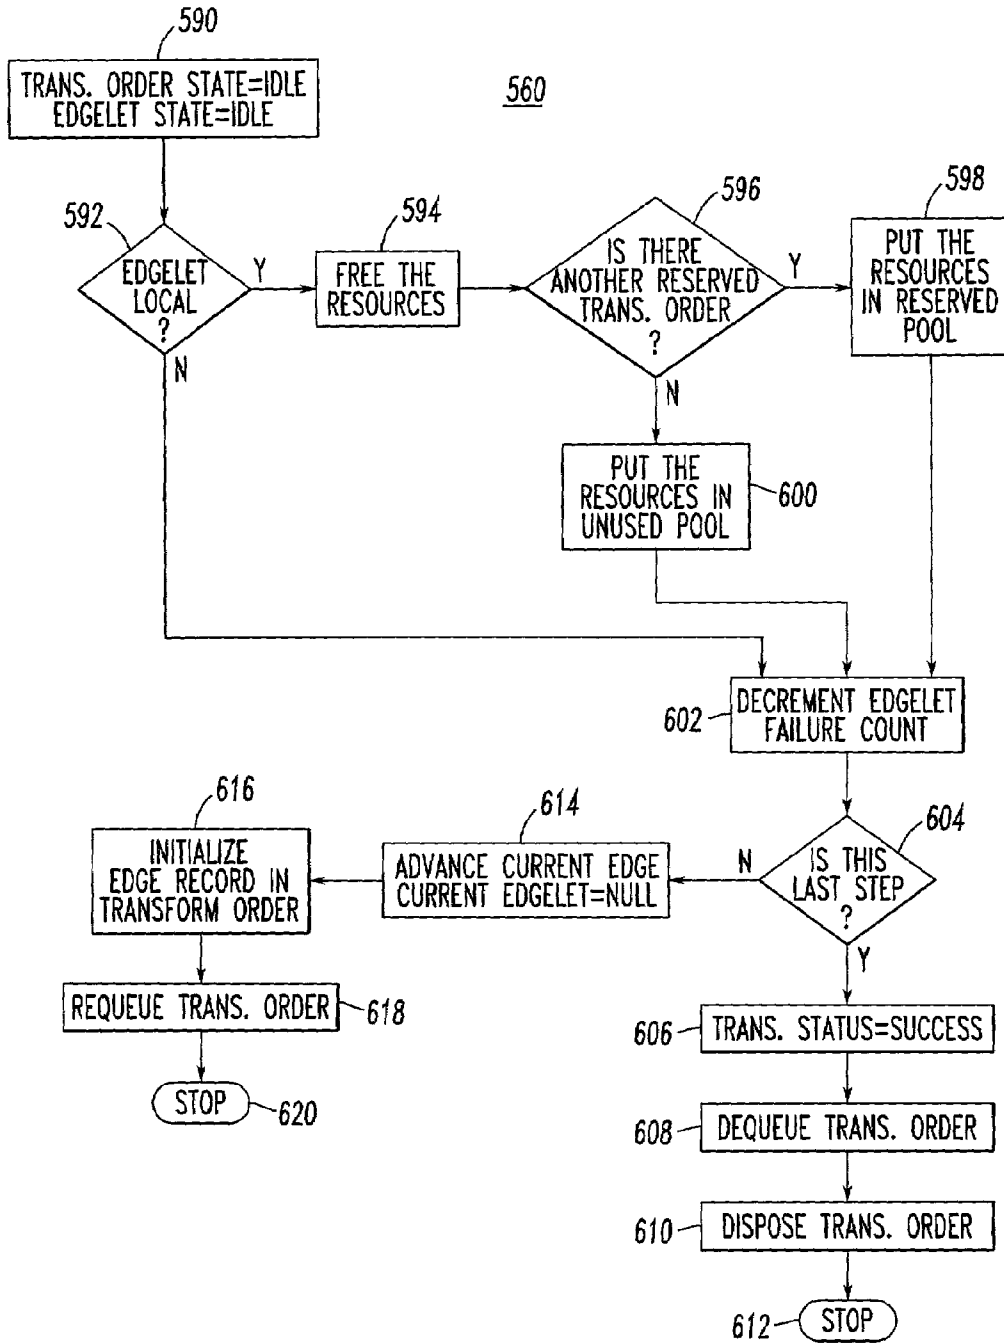 590
TRANS. ORDER STATE=IDLE
EDGELET STATE=IDLE
560
592
EDGELET
LOCAL
?
Y
N
594
FREE THE
RESOURCES
596
IS THERE
ANOTHER RESERVED
TRANS. ORDER
?
Y
N
598
PUT THE
RESOURCES
IN RESERVED
POOL
PUT THE
RESOURCES IN
UNUSED POOL
600
602
DECREMENT EDGELET
FAILURE COUNT
604
IS THIS
LAST STEP
?
N
Y
614
ADVANCE CURRENT EDGE
CURRENT EDGELET=NULL
616
INITIALIZE
EDGE RECORD IN
TRANSFORM ORDER
REQUEUE TRANS. ORDER
618
STOP
620
606
TRANS. STATUS=SUCCESS
608
DEQUEUE TRANS. ORDER
610
DISPOSE TRANS. ORDER
612
STOP